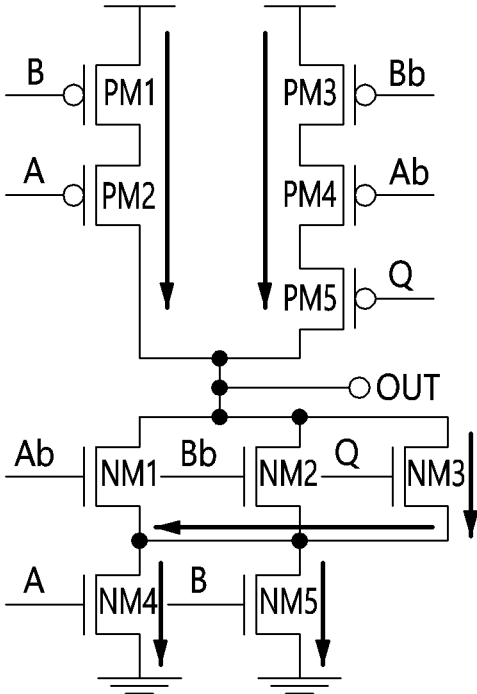 B PM1 PM3 Bb
A PM2 PM4 Ab
PM5 Q
OUT
Ab NM1 Bb NM2 Q NM3
A NM4 B NM5